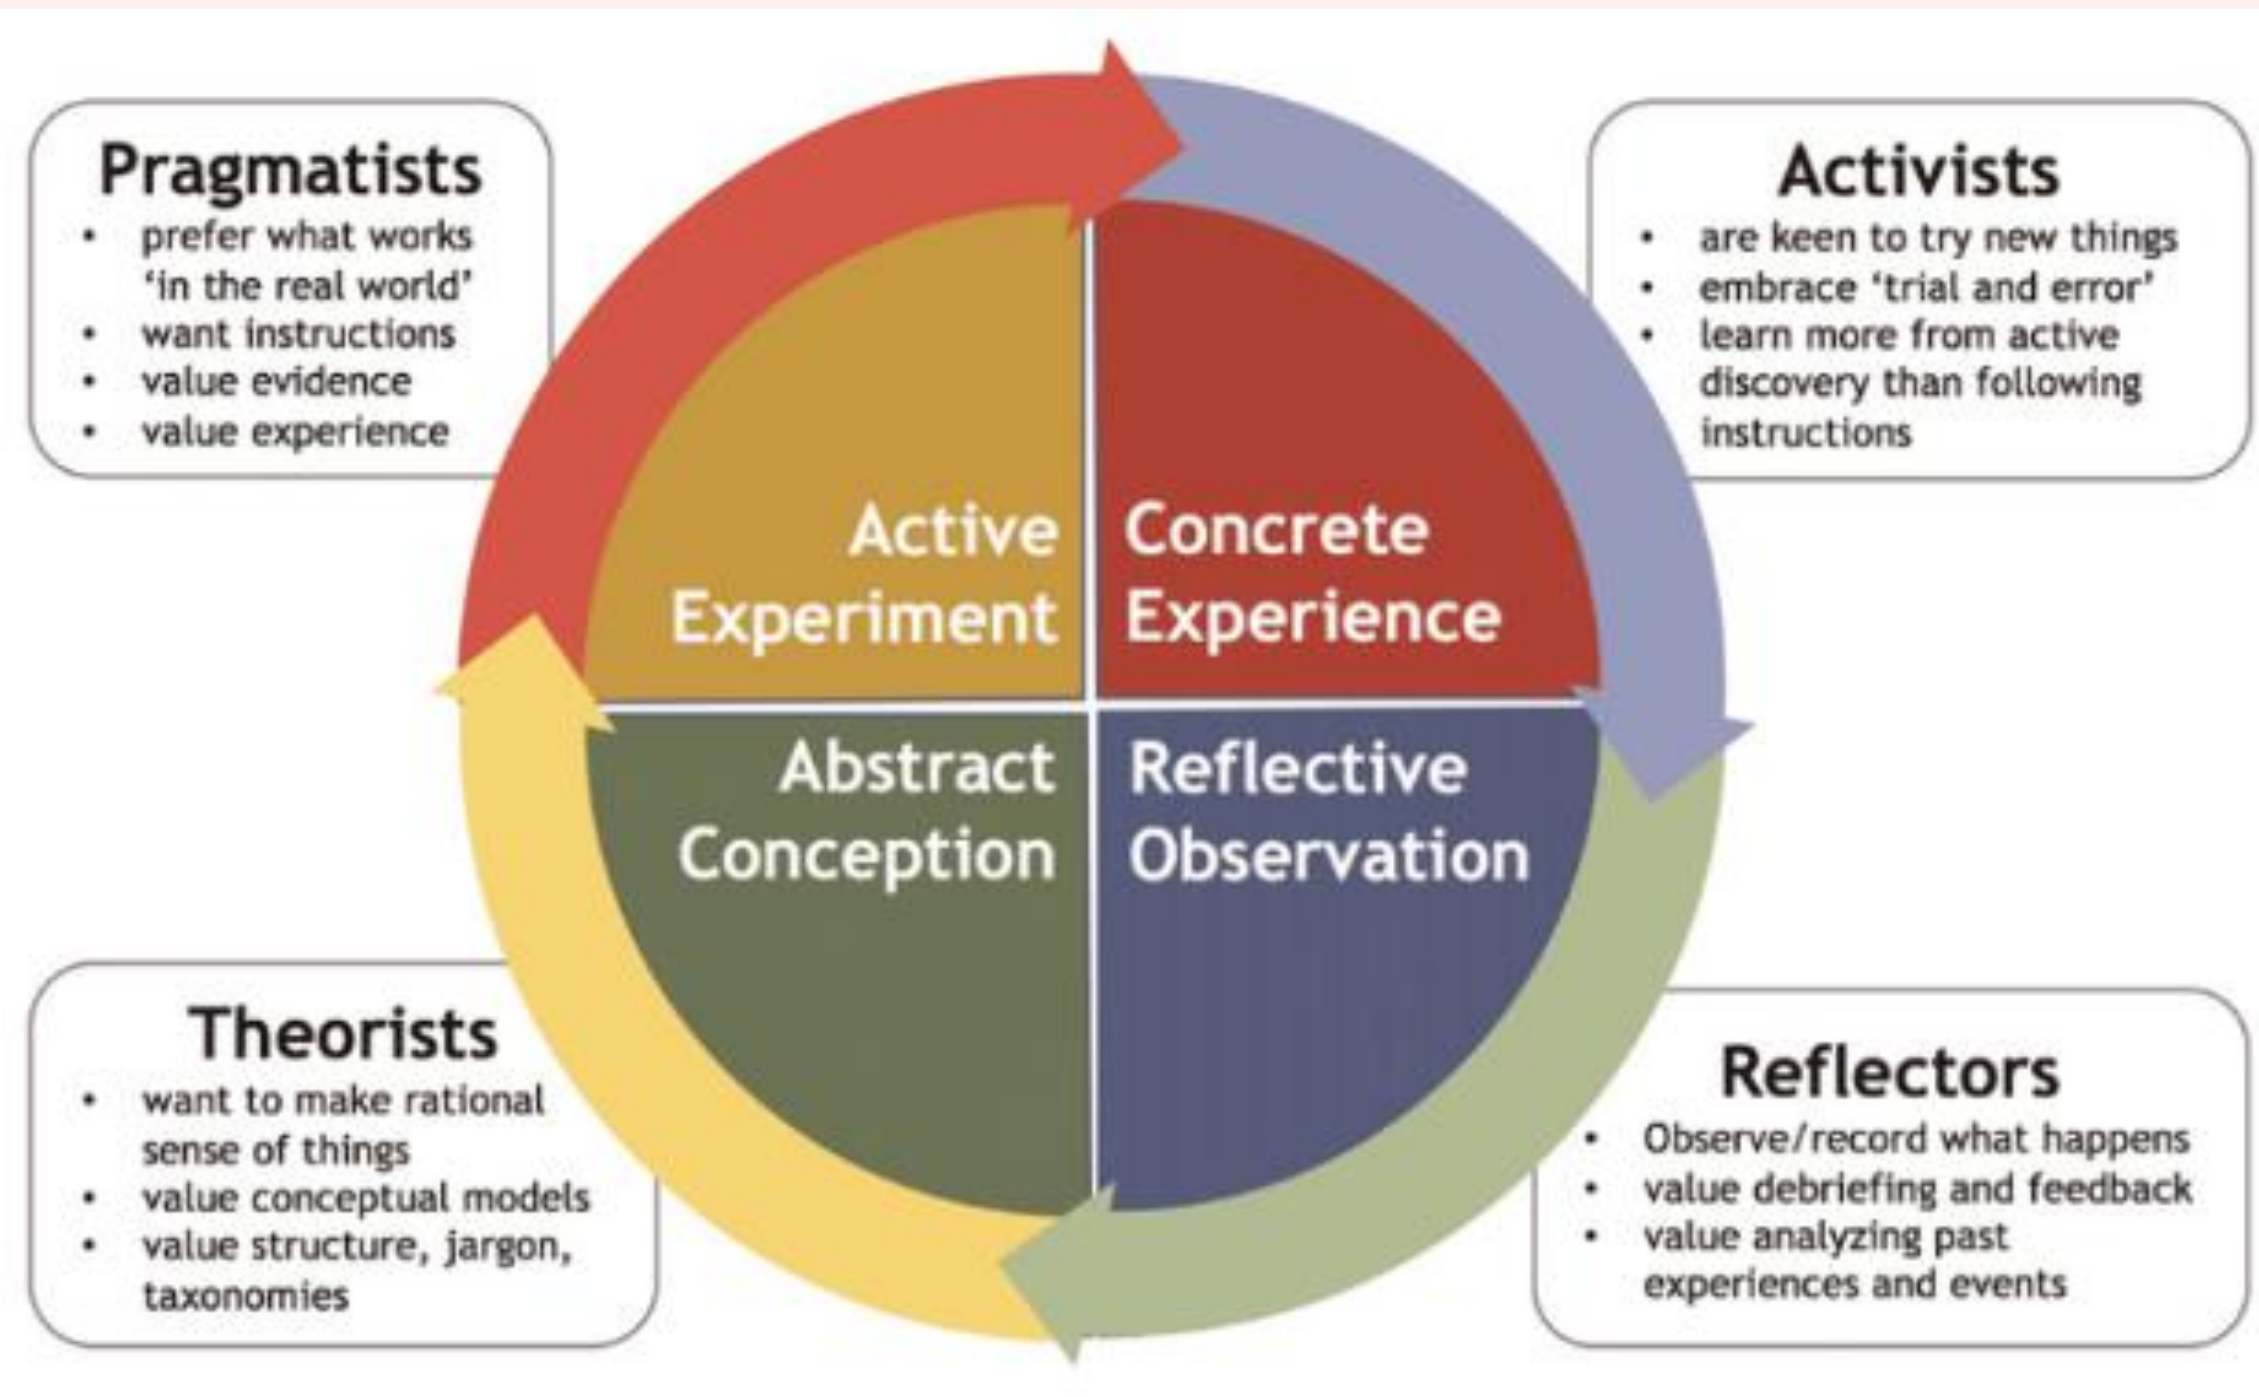 Pragmatists
• prefer what works
‘in the real world’
• want instructions
• value evidence
• value experience
Activists
• are keen to try new things
• embrace ‘trial and error’
• learn more from active
discovery than following
instructions
Active
Experiment
Concrete
Experience
Abstract
Conception
Reflective
Observation
Theorists
• want to make rational
sense of things
• value conceptual models
• value structure, jargon,
taxonomies
Reflectors
• Observe/record what happens
• value debriefing and feedback
• value analyzing past
experiences and events